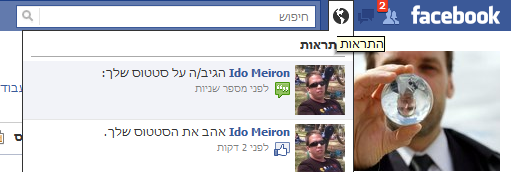 facebook
2
חיפוש
התראות
התראות
Ido Meiron הגיב/ה על סטטוס שלך:
לפני מספר שניות
Ido Meiron אהב את הסטטוס שלך.
לפני 2 דקות